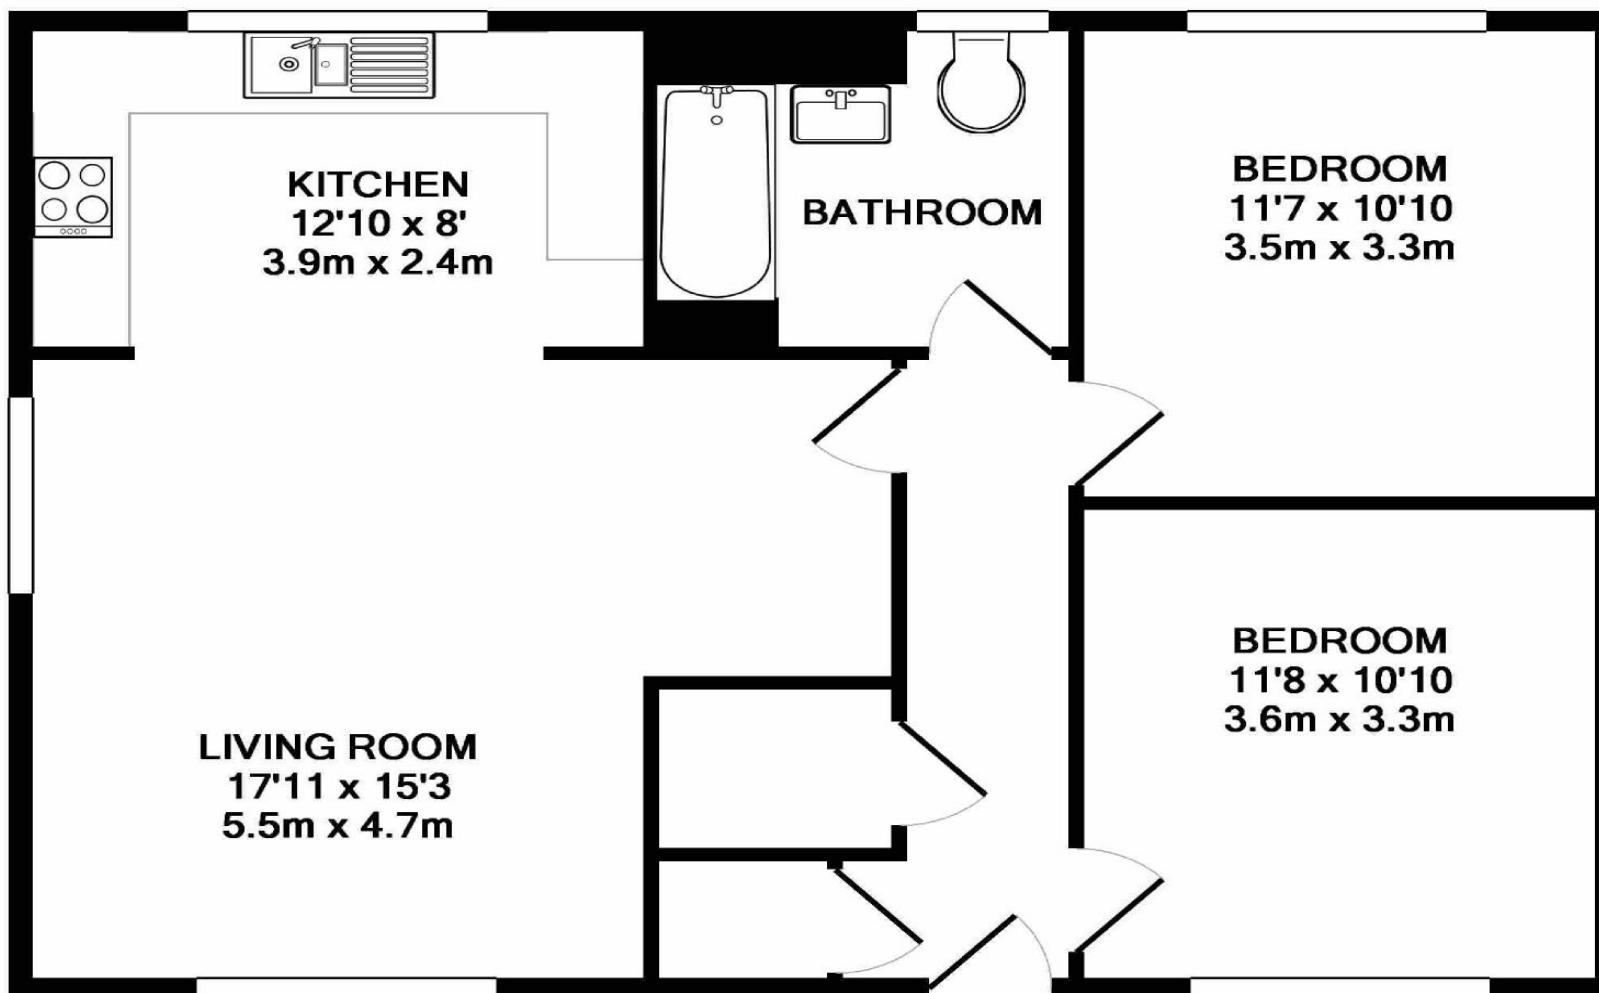 KITCHEN
12'10 x 8'
3.9m x 2.4m
BATHROOM
BEDROOM
11'7 x 10'10
3.5m x 3.3m
LIVING ROOM
17'11 x 15'3
5.5m x 4.7m
BEDROOM
11'8 x 10'10
3.6m x 3.3m